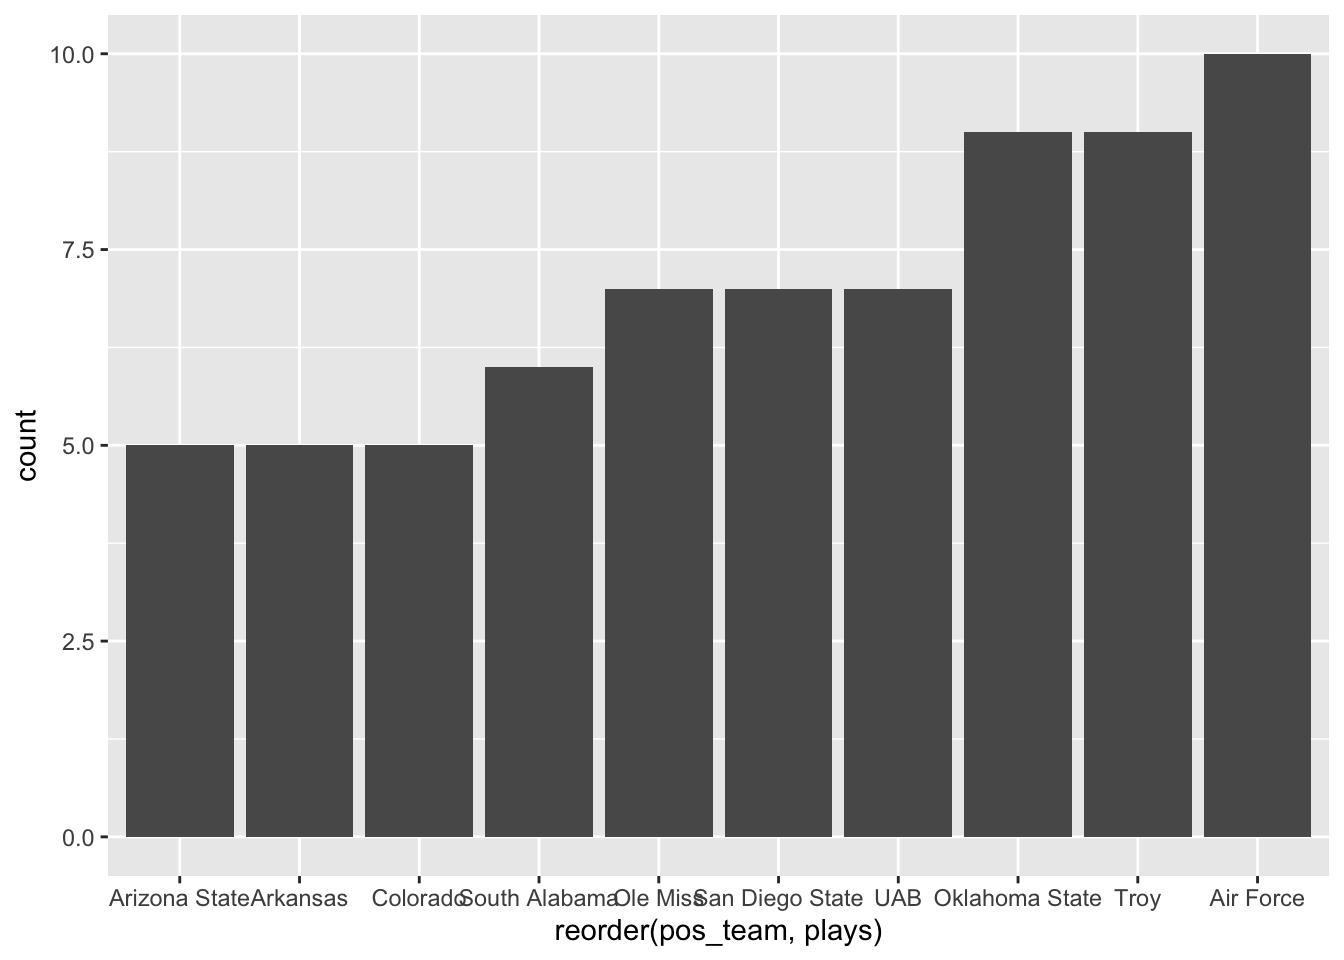 10.0
7.5
5.0
2.5
0.0
count
Arizona State Arkansas Colorado South Alabama Ole Miss San Diego State UAB Oklahoma State Troy Air Force
reorder(pos_team, plays)